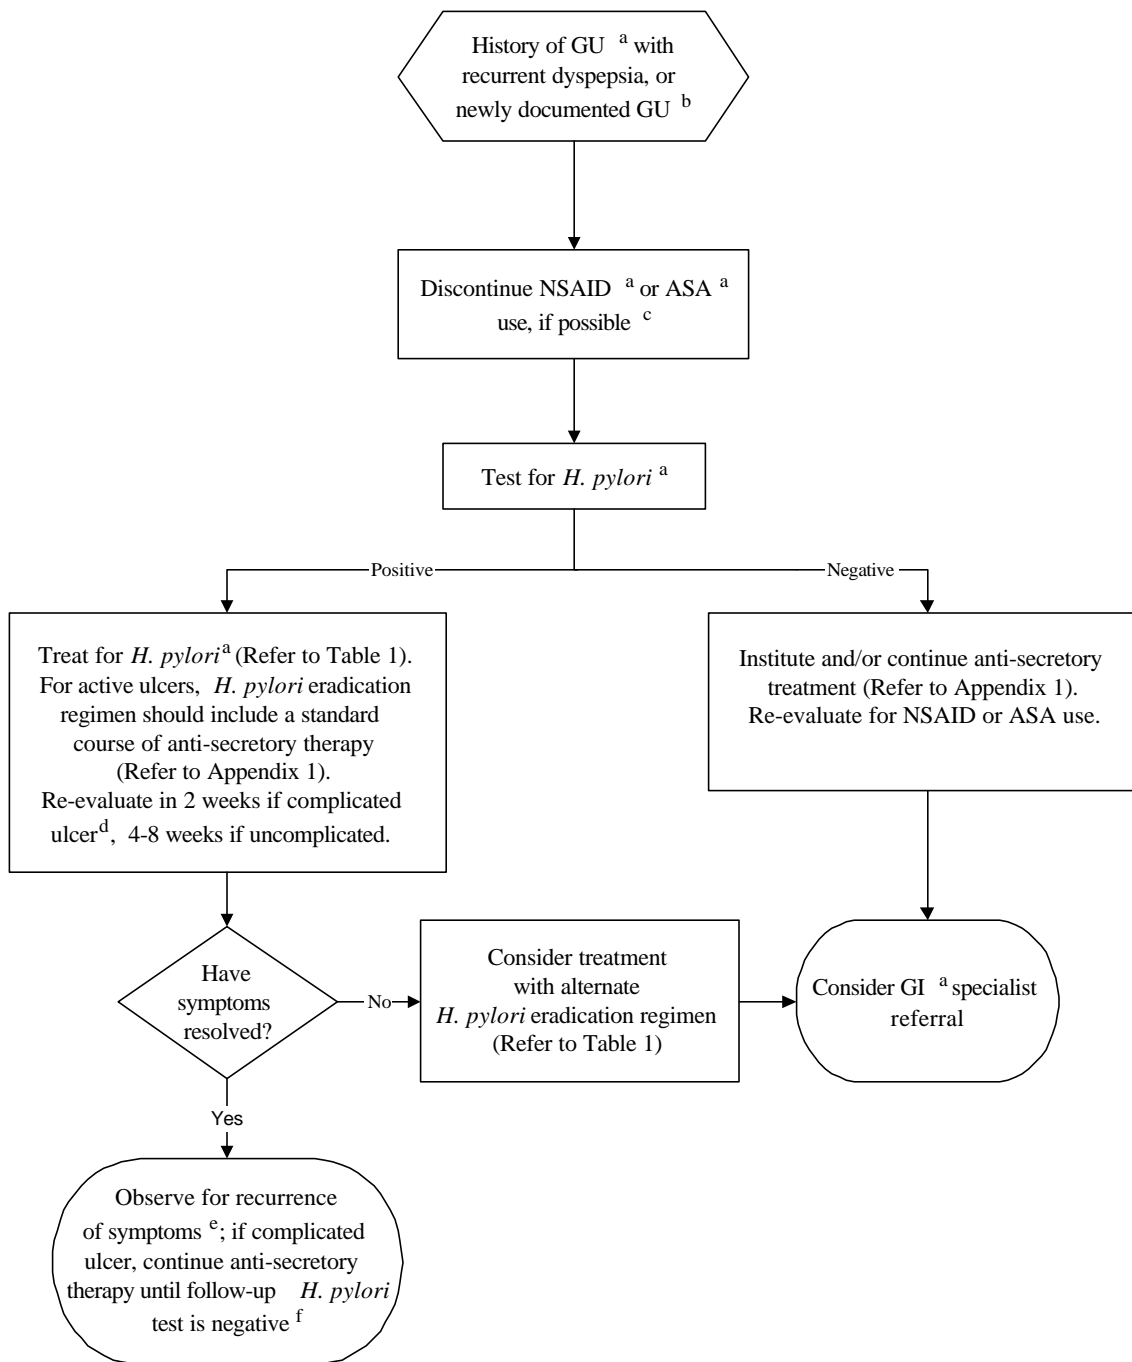 History of GU a with
recurrent dyspepsia, or
newly documented GU b
Discontinue NSAID a or ASA a
use, if possible c
Test for H. pylori a
Positive
Negative
Treat for H. pylori a (Refer to Table 1).
For active ulcers, H. pylori eradication
regimen should include a standard
course of anti-secretory therapy
(Refer to Appendix 1).
Re-evaluate in 2 weeks if complicated
ulcer d, 4-8 weeks if uncomplicated.
Institute and/or continue anti-secretory
treatment (Refer to Appendix 1).
Re-evaluate for NSAID or ASA use.
Have
symptoms
resolved?
No
Consider treatment
with alternate
H. pylori eradication regimen
(Refer to Table 1)
Consider GI a specialist
referral
Yes
Observe for recurrence
of symptoms e; if complicated
ulcer, continue anti-secretory
therapy until follow-up H. pylori
test is negative f